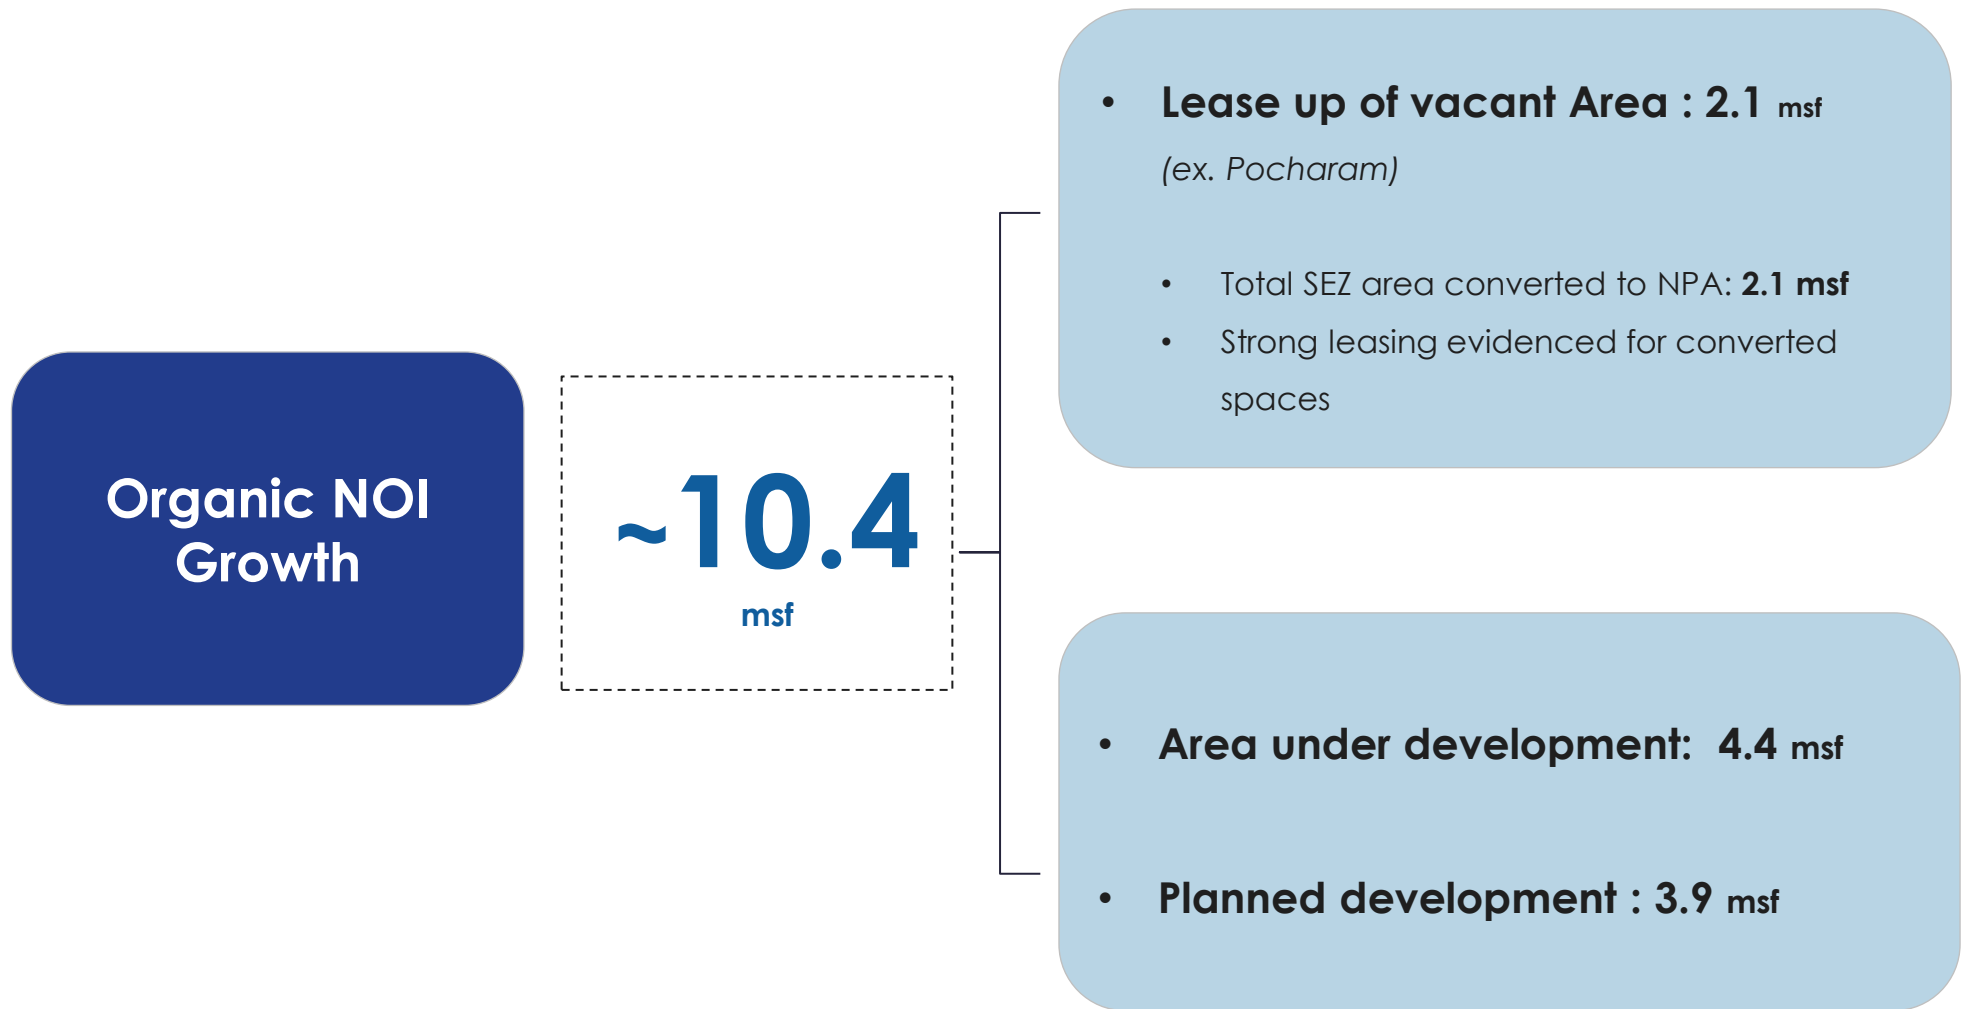 Organic NOI
Growth
~10.4
msf
• Lease up of vacant Area : 2.1 msf
(ex. Pocharam)
• Total SEZ area converted to NPA: 2.1 msf
• Strong leasing evidenced for converted
spaces
• Area under development: 4.4 msf
• Planned development : 3.9 msf